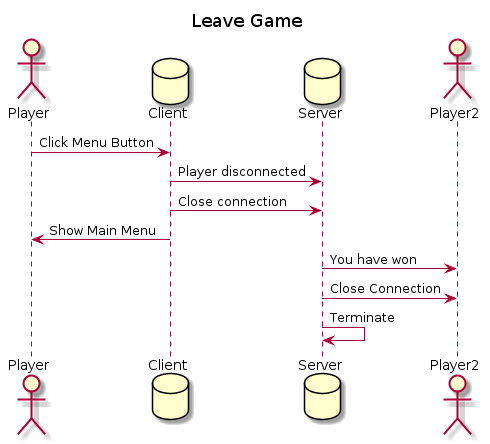 Leave Game
Player Client Server Player2
Click Menu Button
Player disconnected
Close connection
Show Main Menu
You have won
Close Connection
Terminate
Player Client Server Player2